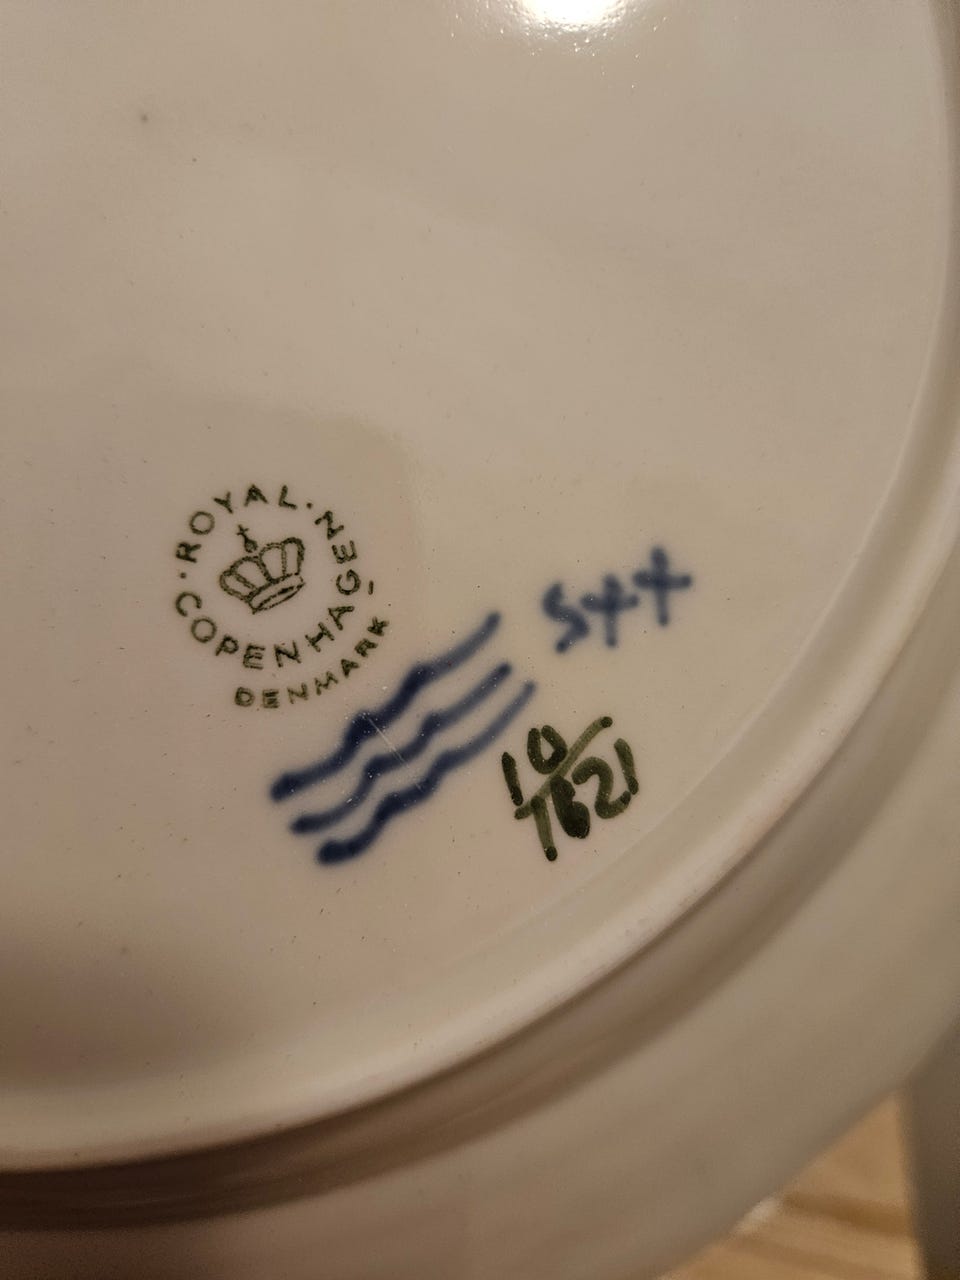 ROYAL
COPENHAGEN
DENMARK
10/1621